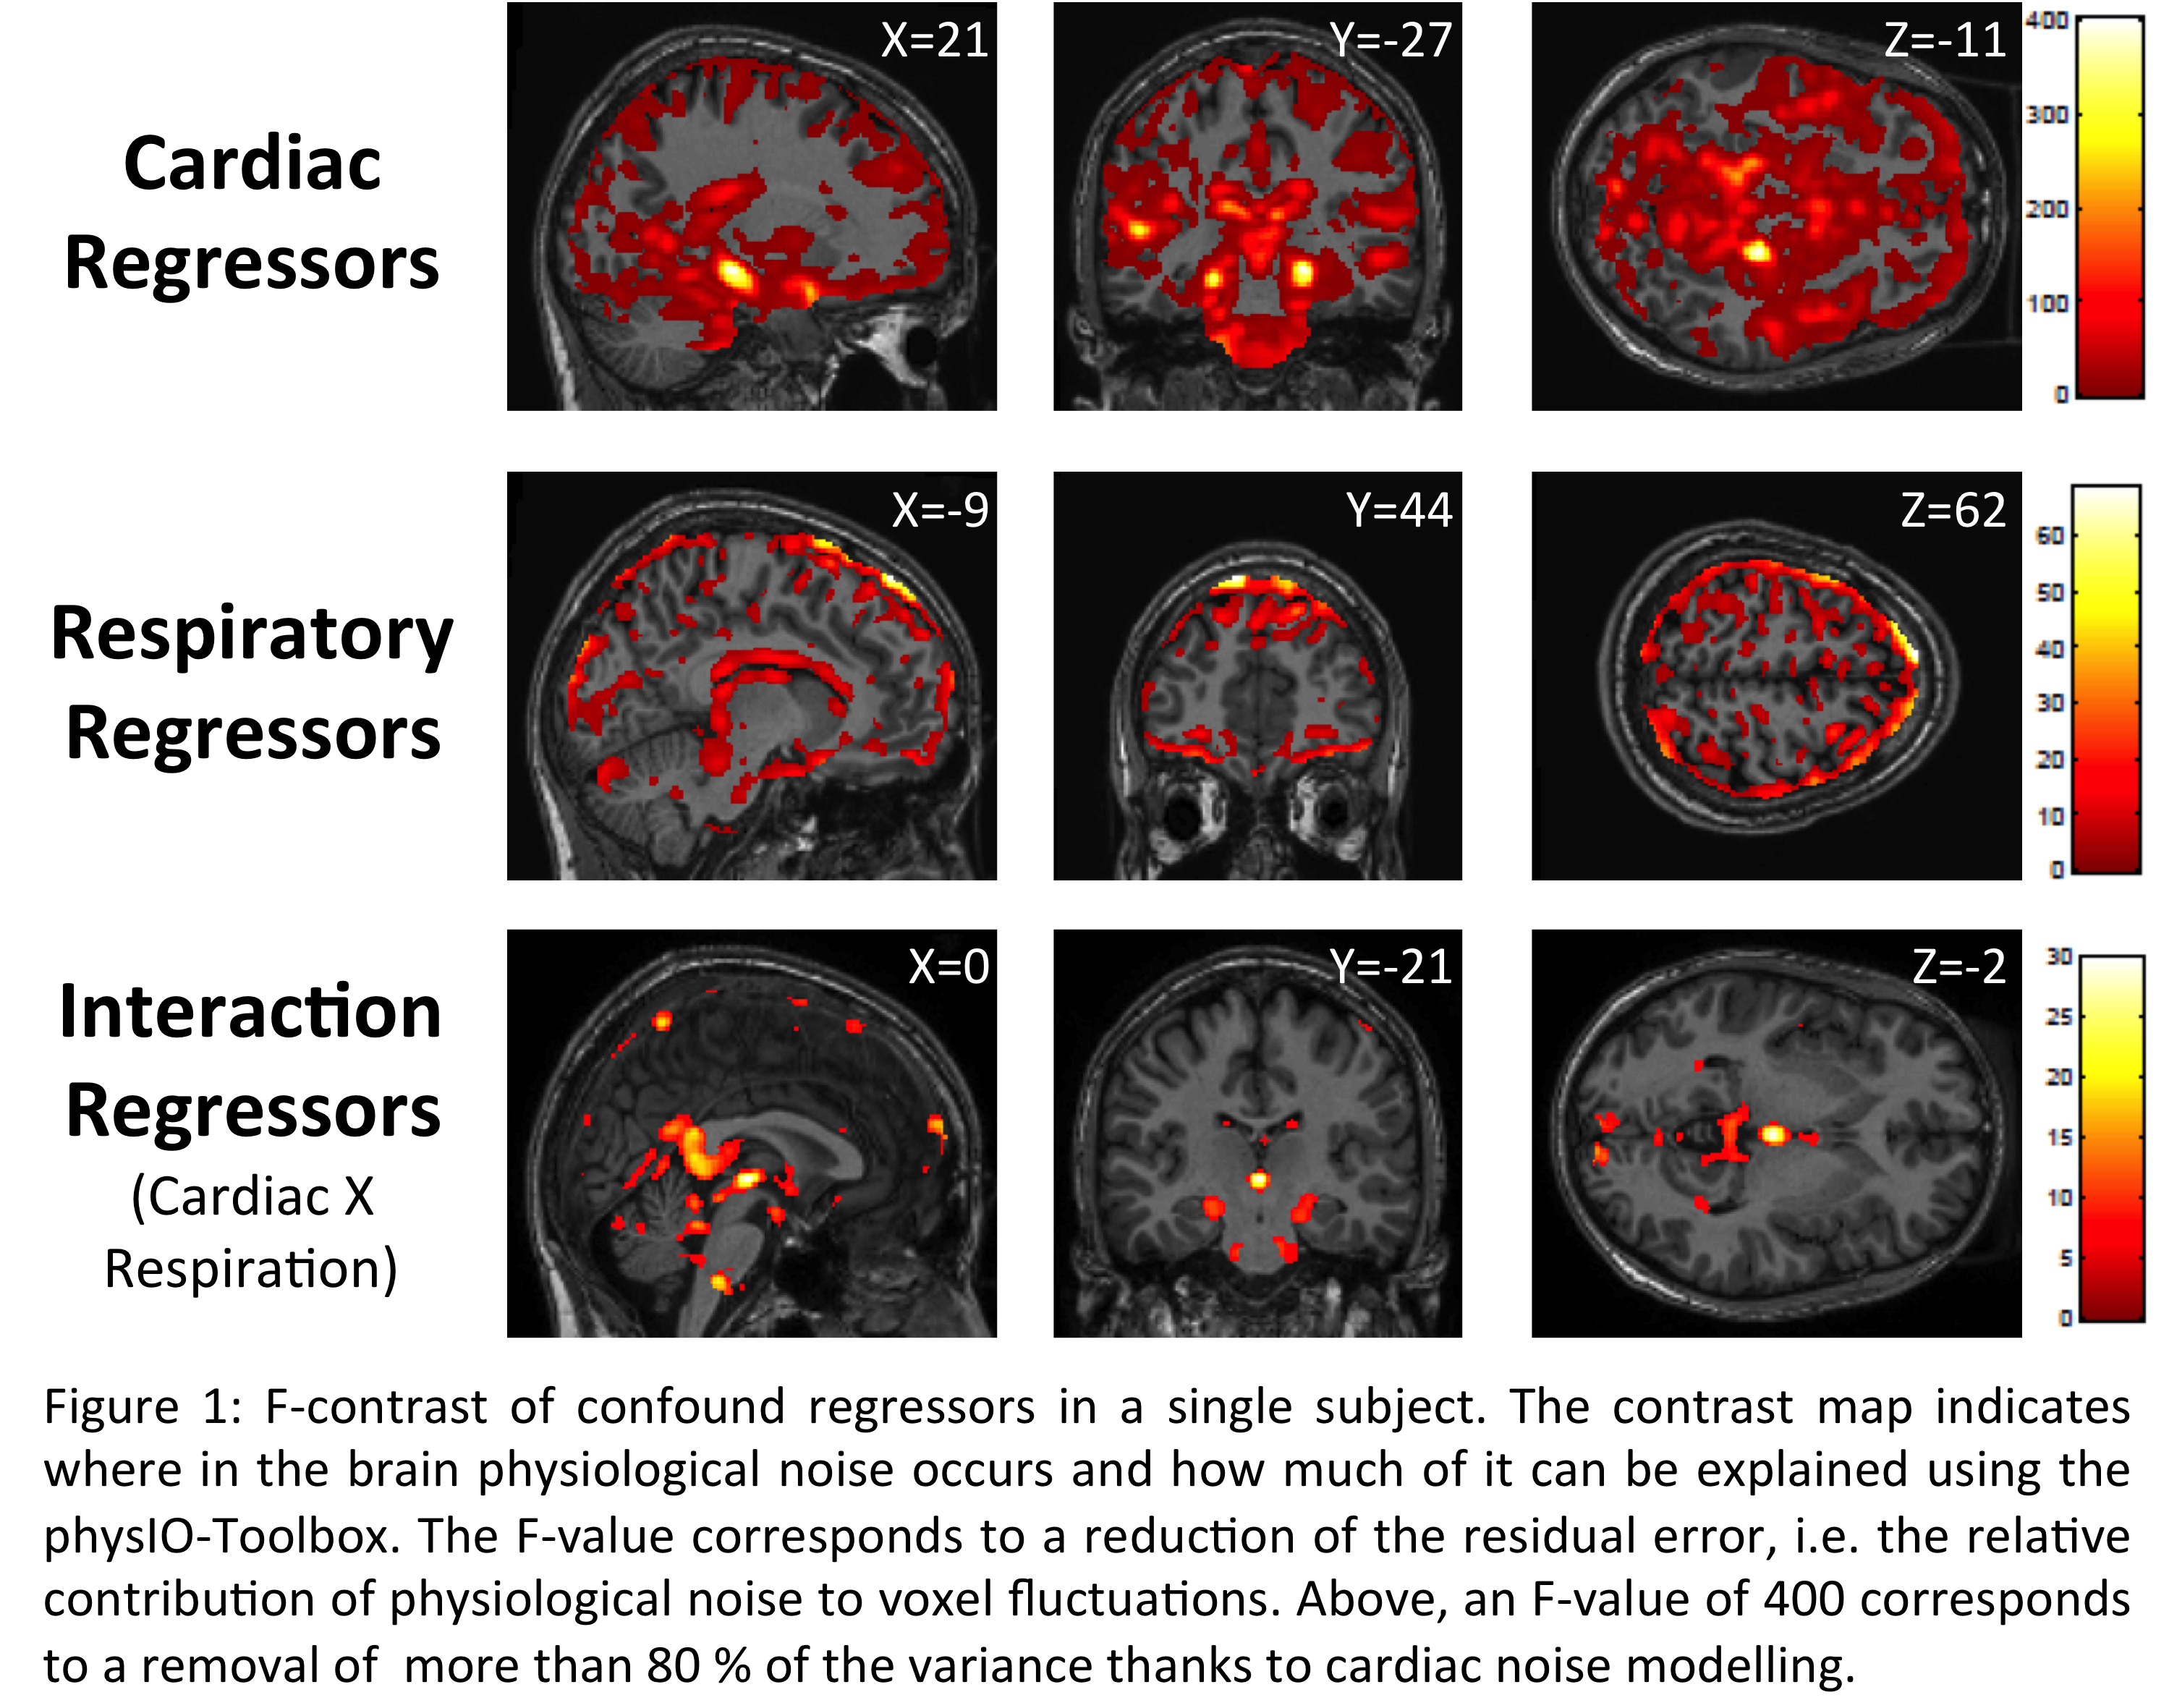 X=21
Y=-27
Z=-11
400
300
200
100
0
Cardiac
Regressors
X=-9
Y=44
Z=62
60
50
40
30
20
10
0
Respiratory
Regressors
X=0
Y=-21
Z=-2
30
25
20
15
10
5
0
Interaction
Regressors
(Cardiac X
Respiration)
Figure 1: F-contrast of confound regressors in a single subject. The contrast map indicates
where in the brain physiological noise occurs and how much of it can be explained using the
physIO-Toolbox. The F-value corresponds to a reduction of the residual error, i.e. the relative
contribution of physiological noise to voxel fluctuations. Above, an F-value of 400 corresponds
to a removal of more than 80 % of the variance thanks to cardiac noise modelling.